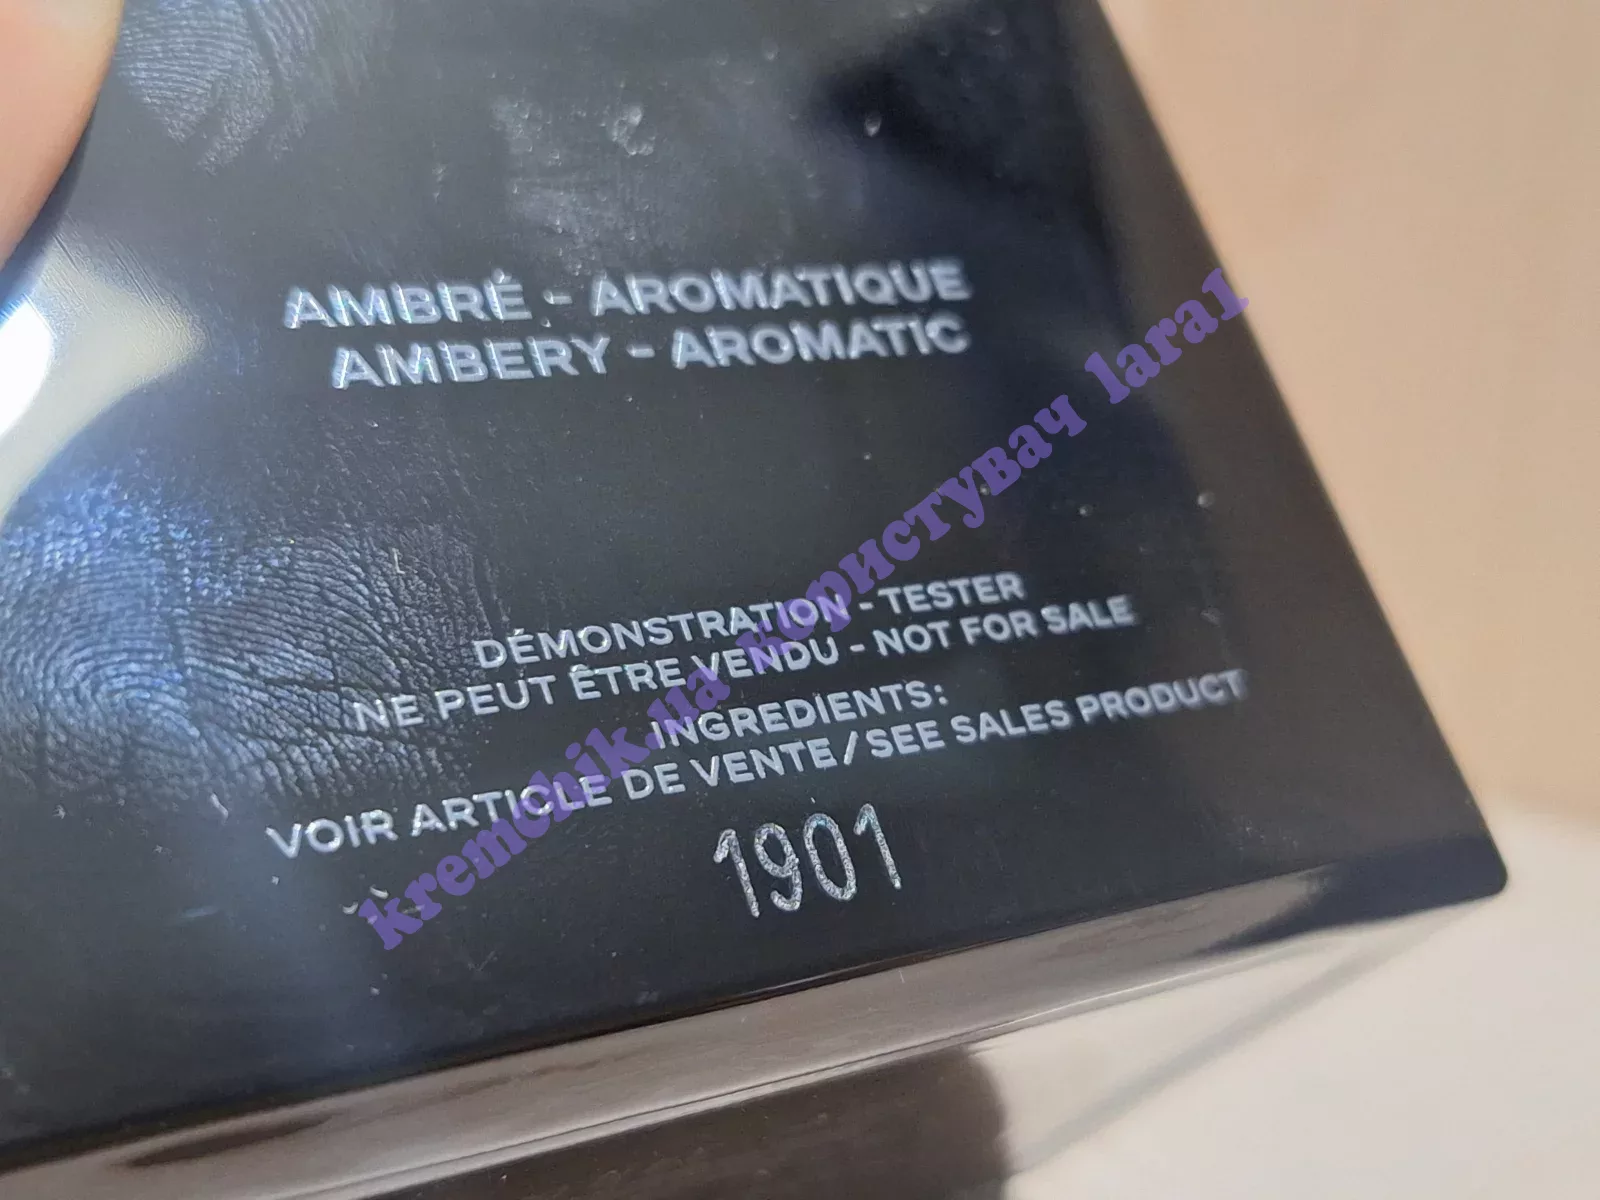 AMBRÉ - AROMATIQUE
AMBERY - AROMATIC
DÉMONSTRATION - TESTER
NE PEUT ÊTRE VENDU - NOT FOR SALE
INGREDIENTS:
VOIR ARTICLE DE VENTE / SEE SALES PRODUCT
1901
kremchik.ua користувач lara1